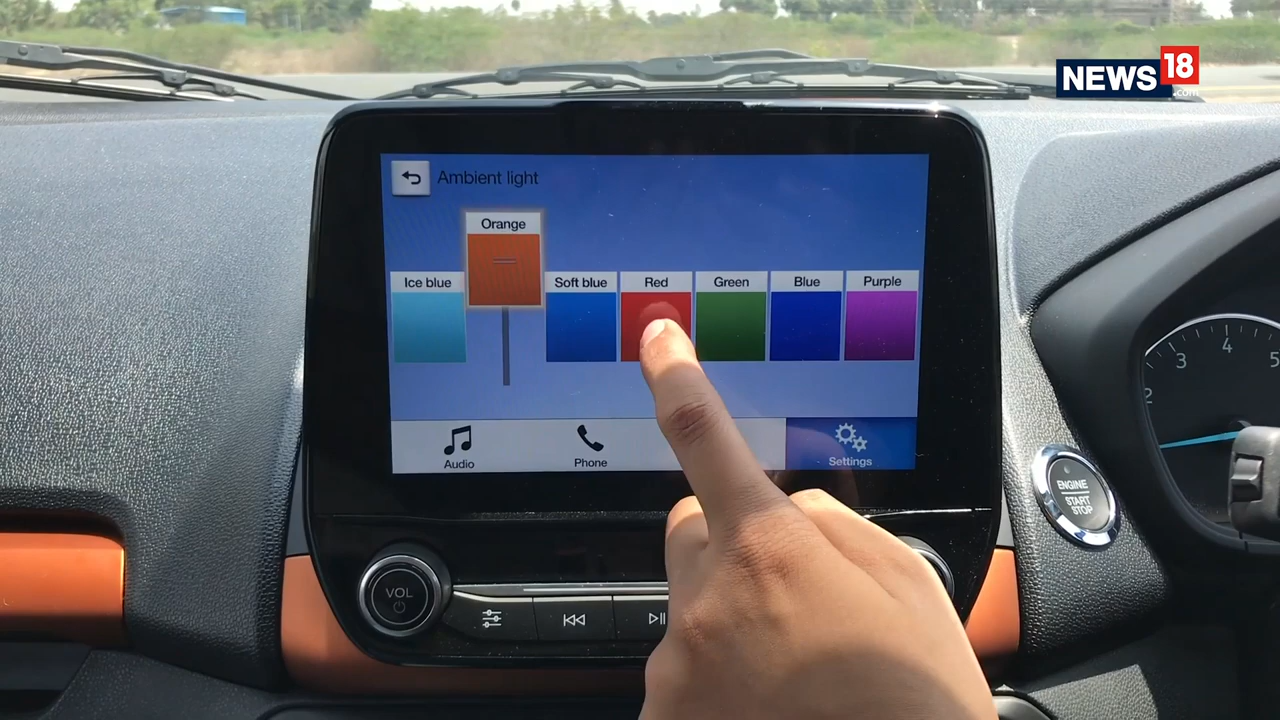 NEWS18
.com
Ambient light
Orange
Ice blue
Soft blue
Red
Green
Blue
Purple
Audio
Phone
Settings
2
3
4
5
ENGINE
START
STOP
VOL